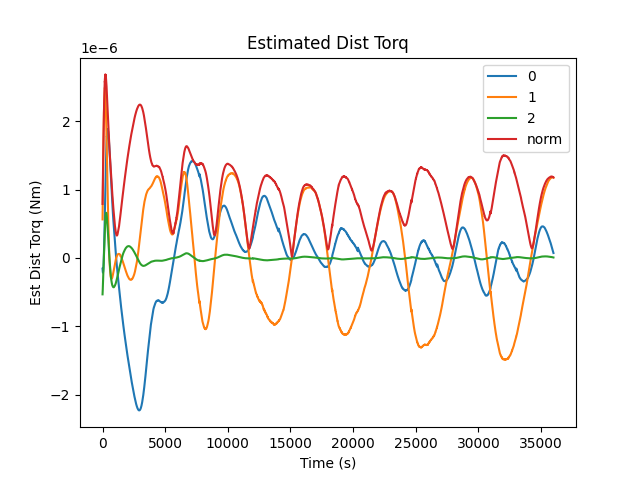 Estimated Dist Torq
1e−6
0
1
2
norm
2
1
0
−1
−2
Est Dist Torq (Nm)
0 5000 10000 15000 20000 25000 30000 35000
Time (s)